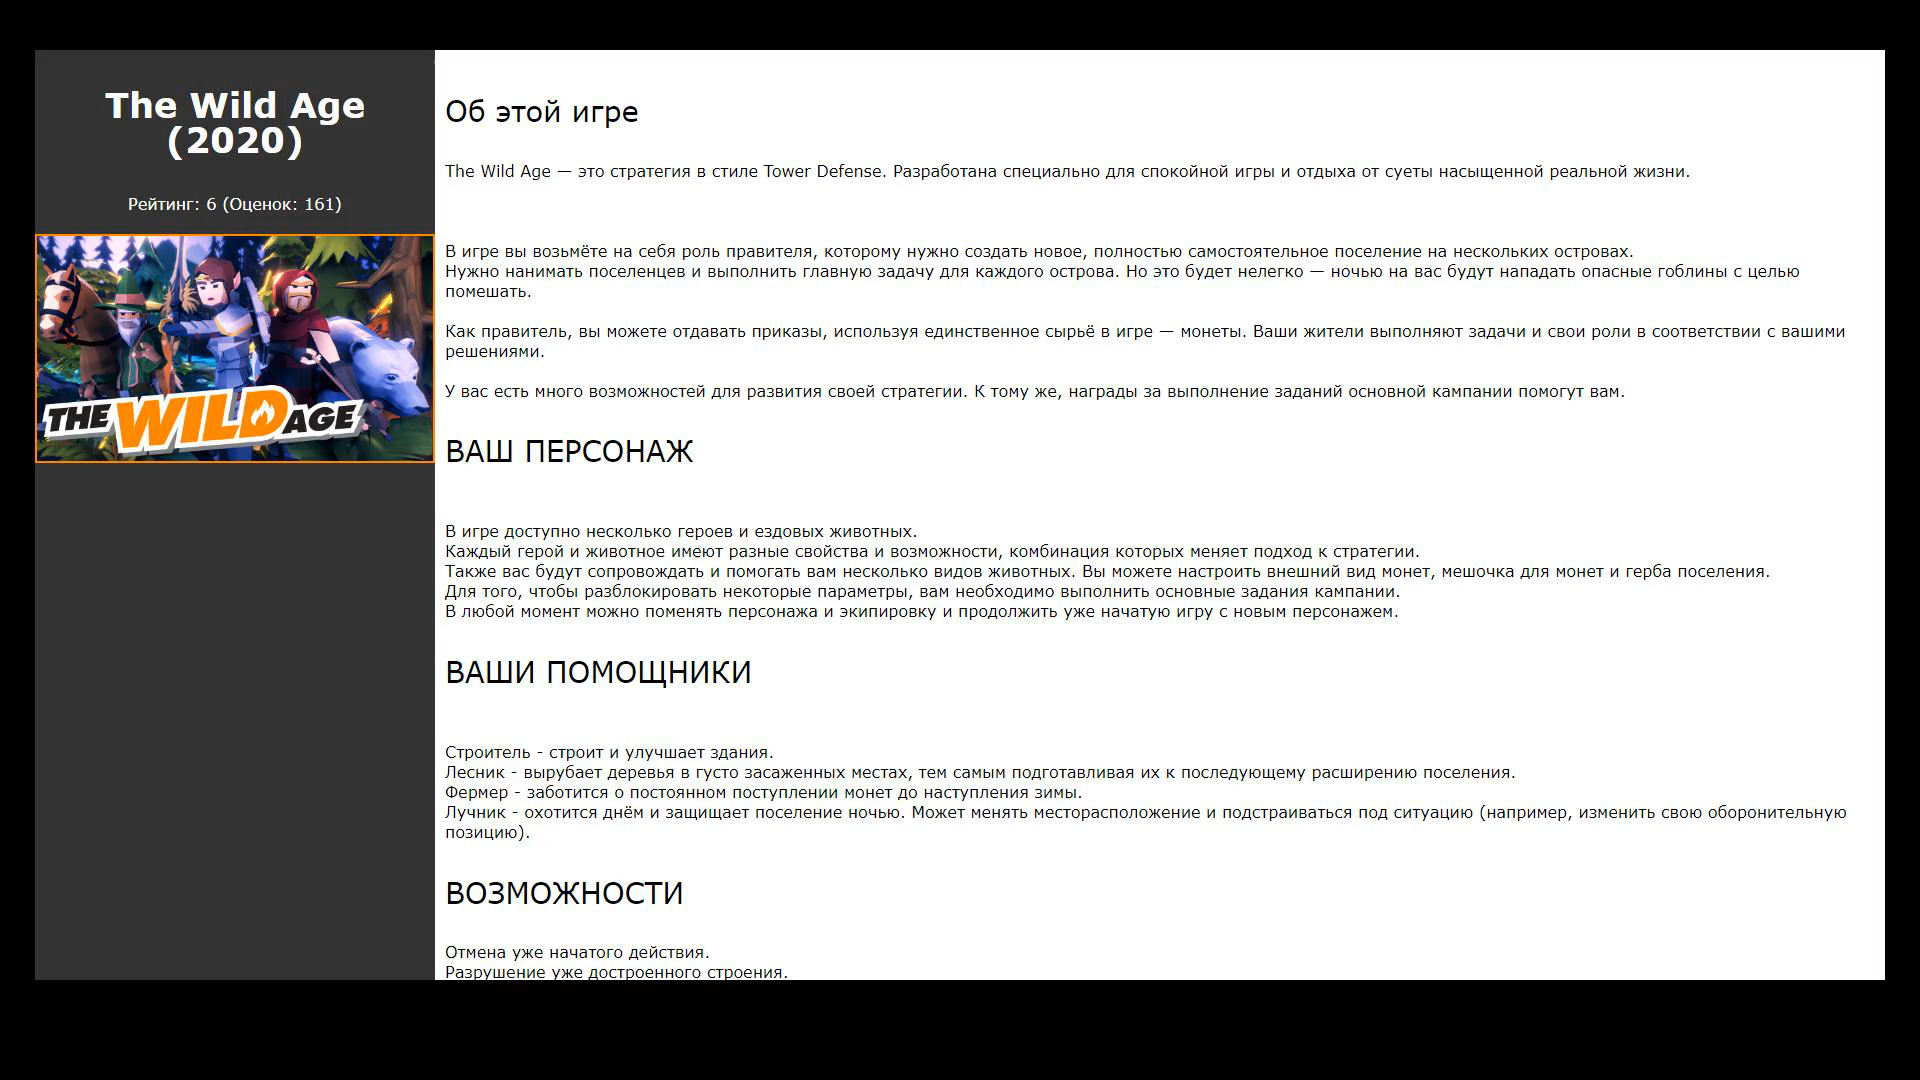 The Wild Age
(2020)
Рейтинг: 6 (Оценок: 161)
THE WILD AGE
Об этой игре
The Wild Age — это стратегия в стиле Tower Defense. Разработана специально для спокойной игры и отдыха от суеты насыщенной реальной жизни.
В игре вы возьмёте на себя роль правителя, которому нужно создать новое, полностью самостоятельное поселение на нескольких островах.
Нужно нанимать поселенцев и выполнить главную задачу для каждого острова. Но это будет нелегко — ночью на вас будут нападать опасные гоблины с целью
помешать.
Как правитель, вы можете отдавать приказы, используя единственное сырьё в игре — монеты. Ваши жители выполняют задачи и свои роли в соответствии с вашими
решениями.
У вас есть много возможностей для развития своей стратегии. К тому же, награды за выполнение заданий основной кампании помогут вам.
ВАШ ПЕРСОНАЖ
В игре доступно несколько героев и ездовых животных.
Каждый герой и животное имеют разные свойства и возможности, комбинация которых меняет подход к стратегии.
Также вас будут сопровождать и помогать вам несколько видов животных. Вы можете настроить внешний вид монет, мешочка для монет и герба поселения.
Для того, чтобы разблокировать некоторые параметры, вам необходимо выполнить основные задания кампании.
В любой момент можно поменять персонажа и экипировку и продолжить уже начатую игру с новым персонажем.
ВАШИ ПОМОЩНИКИ
Строитель - строит и улучшает здания.
Лесник - вырубает деревья в густо засаженных местах, тем самым подготавливая их к последующему расширению поселения.
Фермер - заботится о постоянном поступлении монет до наступления зимы.
Лучник - охотится днём и защищает поселение ночью. Может менять месторасположение и подстраиваться под ситуацию (например, изменить свою оборонительную
позицию).
ВОЗМОЖНОСТИ
Отмена уже начатого действия.
Разрушение уже достроенного строения.